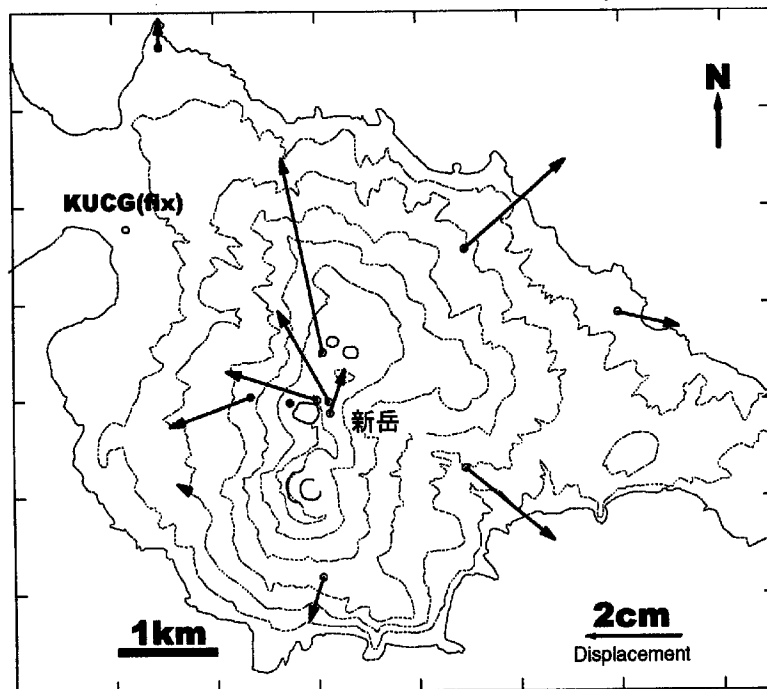 N
KUCG(fix)
新岳
1km
2cm
Displacement